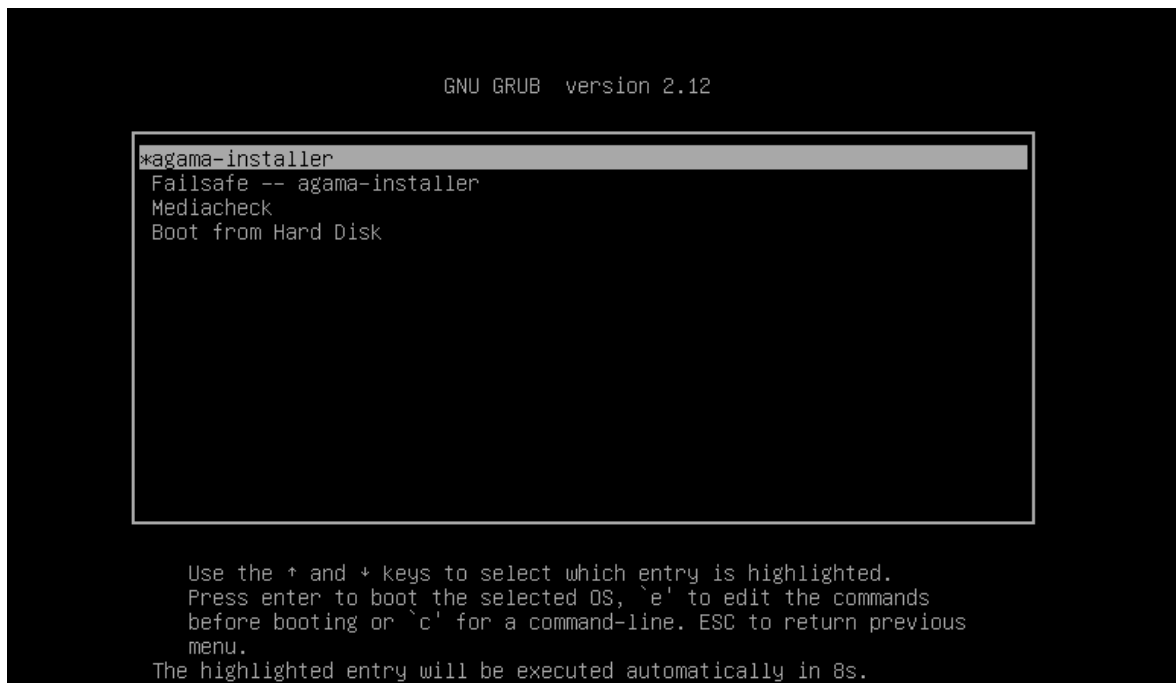 GNU GRUB version 2.12
*agama-installer
Failsafe -- agama-installer
Mediacheck
Boot from Hard Disk
Use the ↑ and ↓ keys to select which entry is highlighted.
Press enter to boot the selected OS, `e' to edit the commands
before booting or `c' for a command-line. ESC to return previous
menu.
The highlighted entry will be executed automatically in 8s.